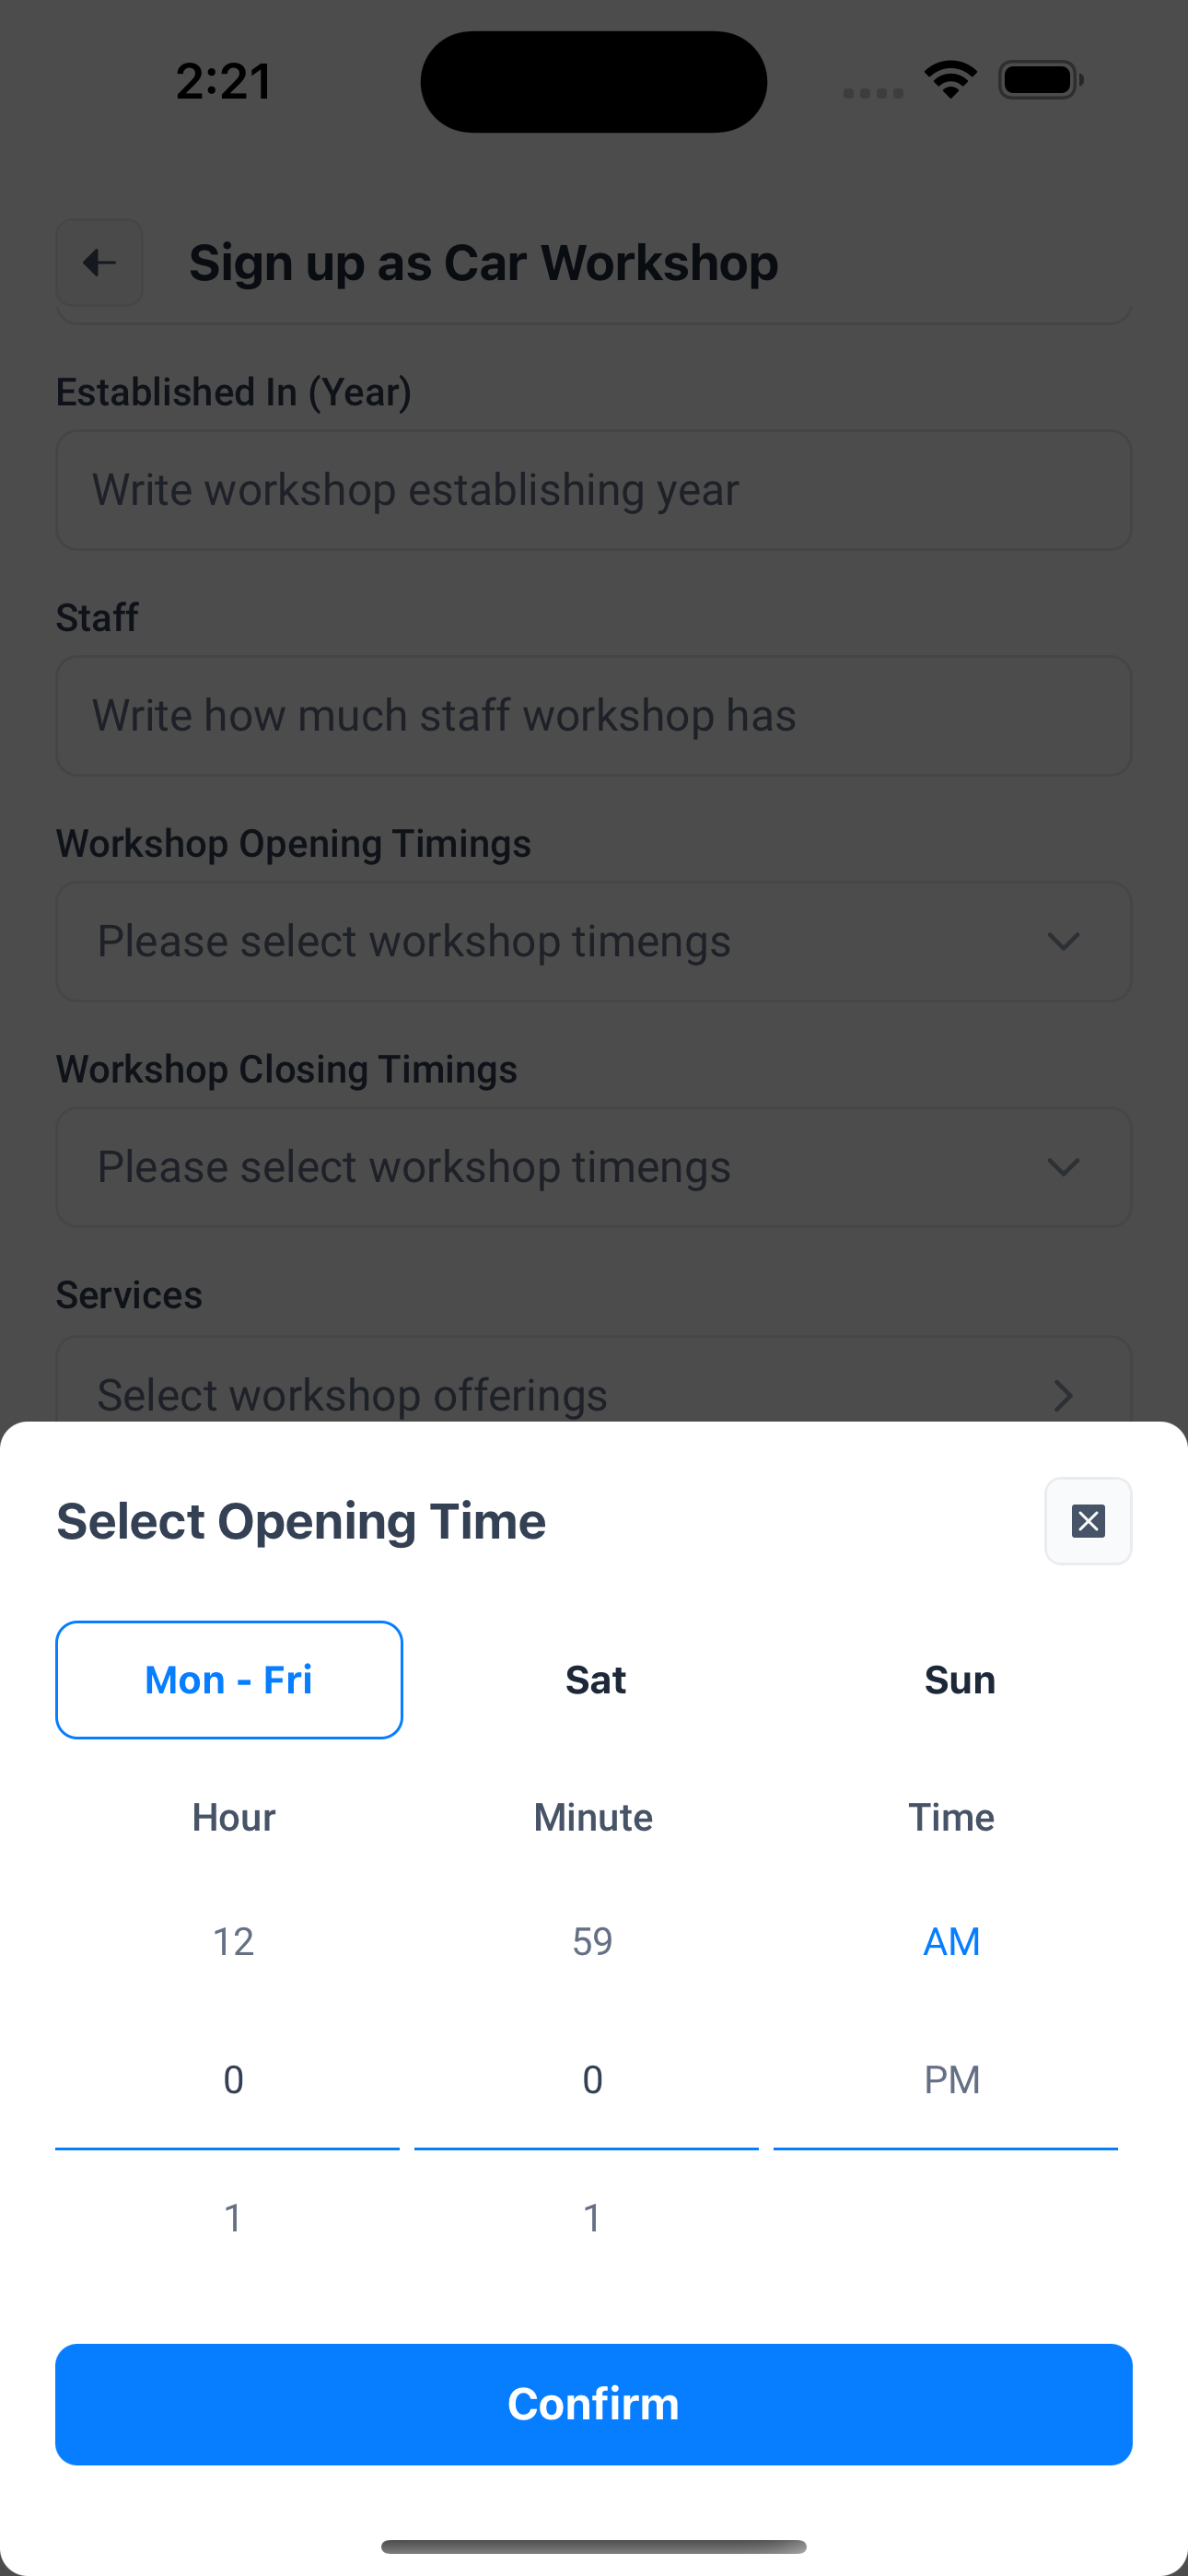 2:21
Sign up as Car Workshop
Established In (Year)
Write workshop establishing year
Staff
Write how much staff workshop has
Workshop Opening Timings
Please select workshop timengs
Workshop Closing Timings
Please select workshop timengs
Services
Select workshop offerings
Select Opening Time
Mon - Fri Sat Sun
Hour Minute Time
12 59 AM
0 0 PM
1 1
Confirm